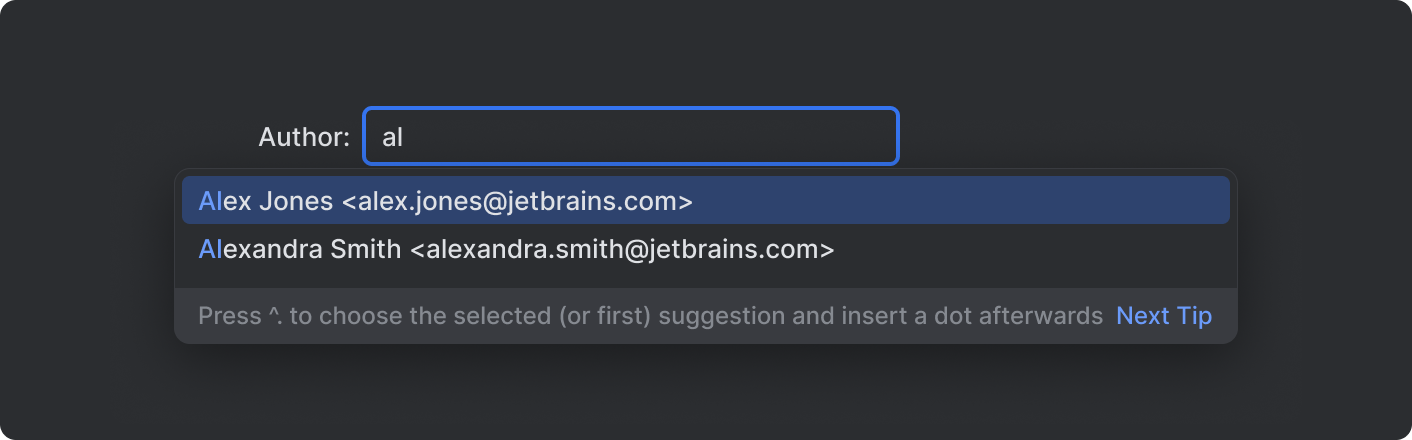 Author: al
Alex Jones <alex.jones@jetbrains.com>
Alexandra Smith <alexandra.smith@jetbrains.com>
Press ^. to choose the selected (or first) suggestion and insert a dot afterwards Next Tip